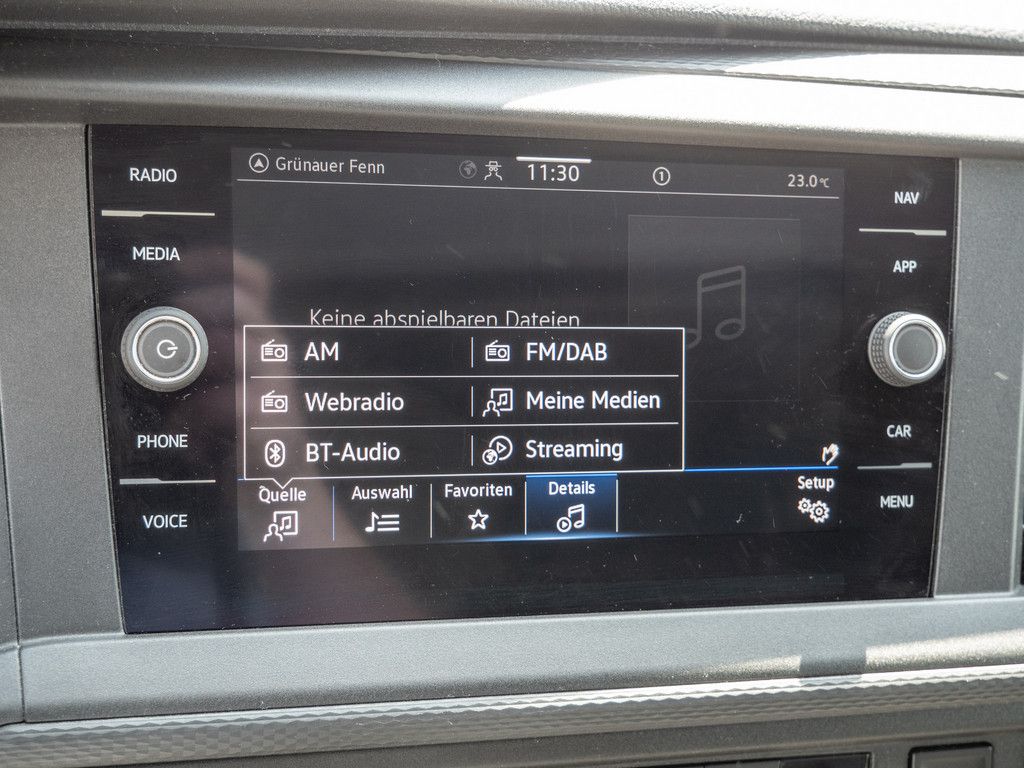 RADIO
MEDIA
PHONE
VOICE
Grünauer Fenn
11:30
1
23.0°C
Keine abspielbaren Dateien
AM
FM/DAB
Webradio
Meine Medien
BT-Audio
Streaming
Quelle
Auswahl
Favoriten
Details
Setup
NAV
APP
CAR
MENU